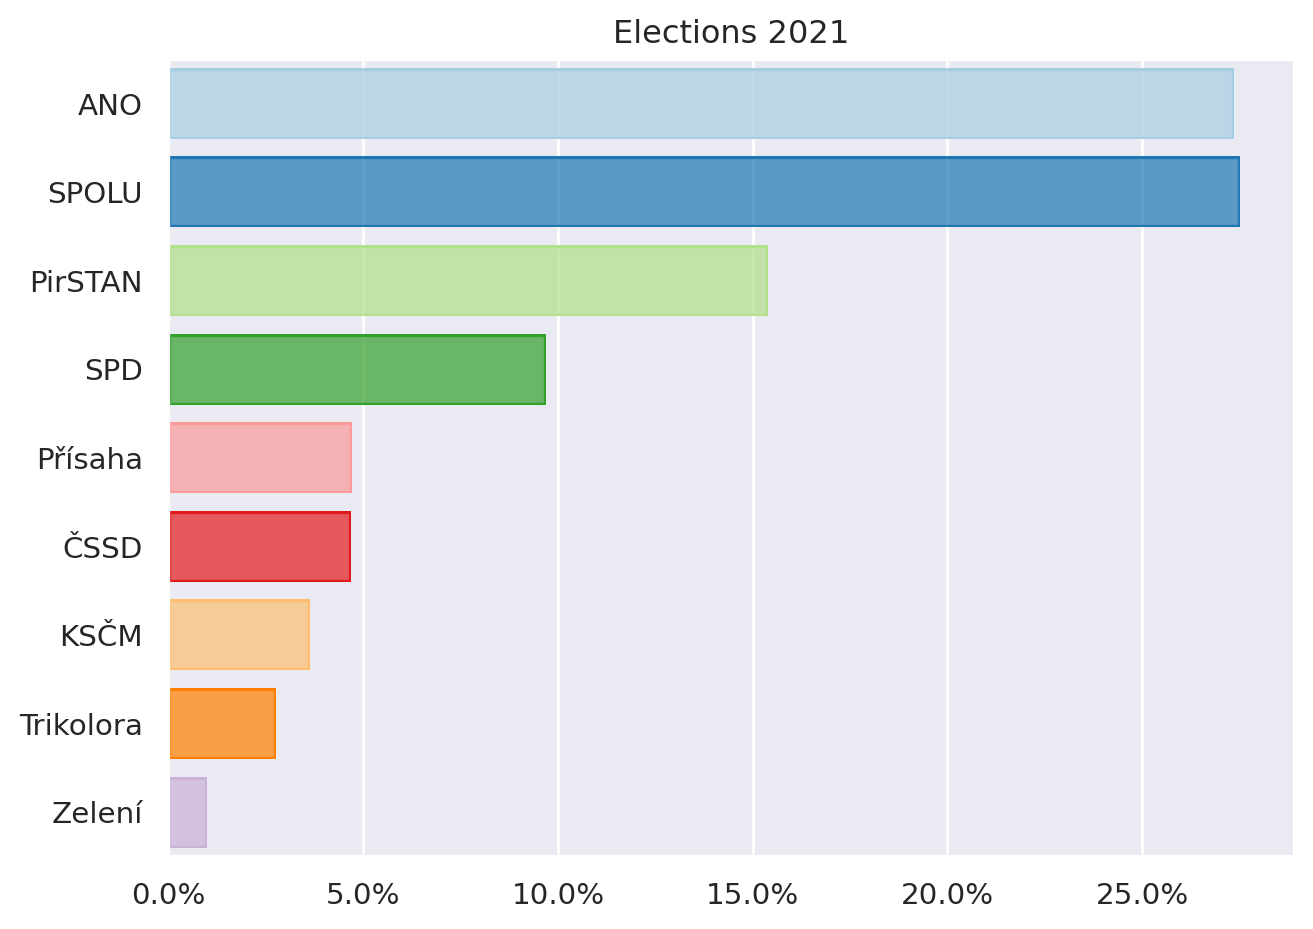 Elections 2021
ANO
SPOLU
PirSTAN
SPD
Přísaha
ČSSD
KSČM
Trikolora
Zelení
0.0% 5.0% 10.0% 15.0% 20.0% 25.0%